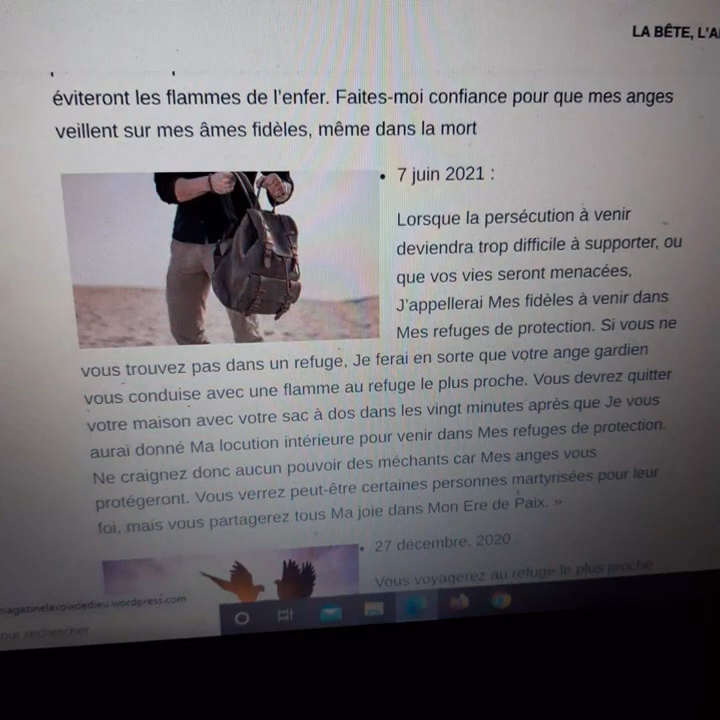 LA BÊTE, L'A
éviteront les flammes de l'enfer. Faites-moi confiance pour que mes anges
veillent sur mes âmes fidèles, même dans la mort
• 7 juin 2021 :
Lorsque la persécution à venir
deviendra trop difficile à supporter, ou
que vos vies seront menacées,
J'appellerai Mes fidèles à venir dans
Mes refuges de protection. Si vous ne
vous trouvez pas dans un refuge, Je ferai en sorte que votre ange gardien
vous conduise avec une flamme au refuge le plus proche. Vous devrez quitter
votre maison avec votre sac à dos dans les vingt minutes après que Je vous
aurai donné Ma locution intérieure pour venir dans Mes refuges de protection.
Ne craignez donc aucun pouvoir des méchants car Mes anges vous
protégeront. Vous verrez peut-être certaines personnes martyrisées pour leur
foi, mais vous partagerez tous Ma joie dans Mon Ere de Paix. »
• 27 décembre, 2020 :
Vous voyagerez au refuge le plus proche
magazinelavoixdedieu.wordpress.com
our rechercher